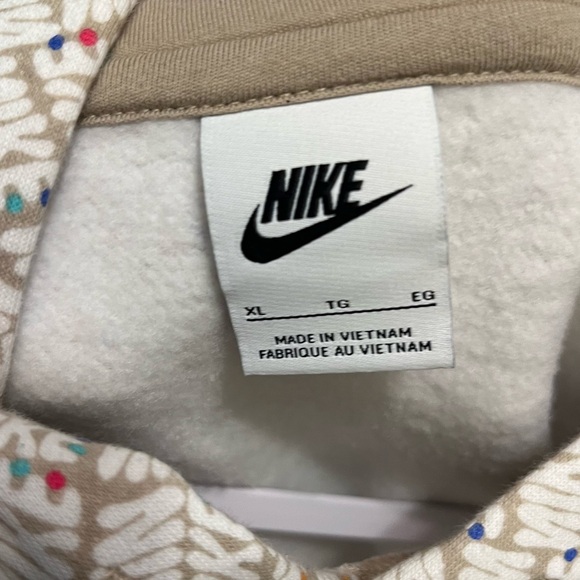 NIKE
XL TG EG
MADE IN VIETNAM
FABRIQUE AU VIETNAM